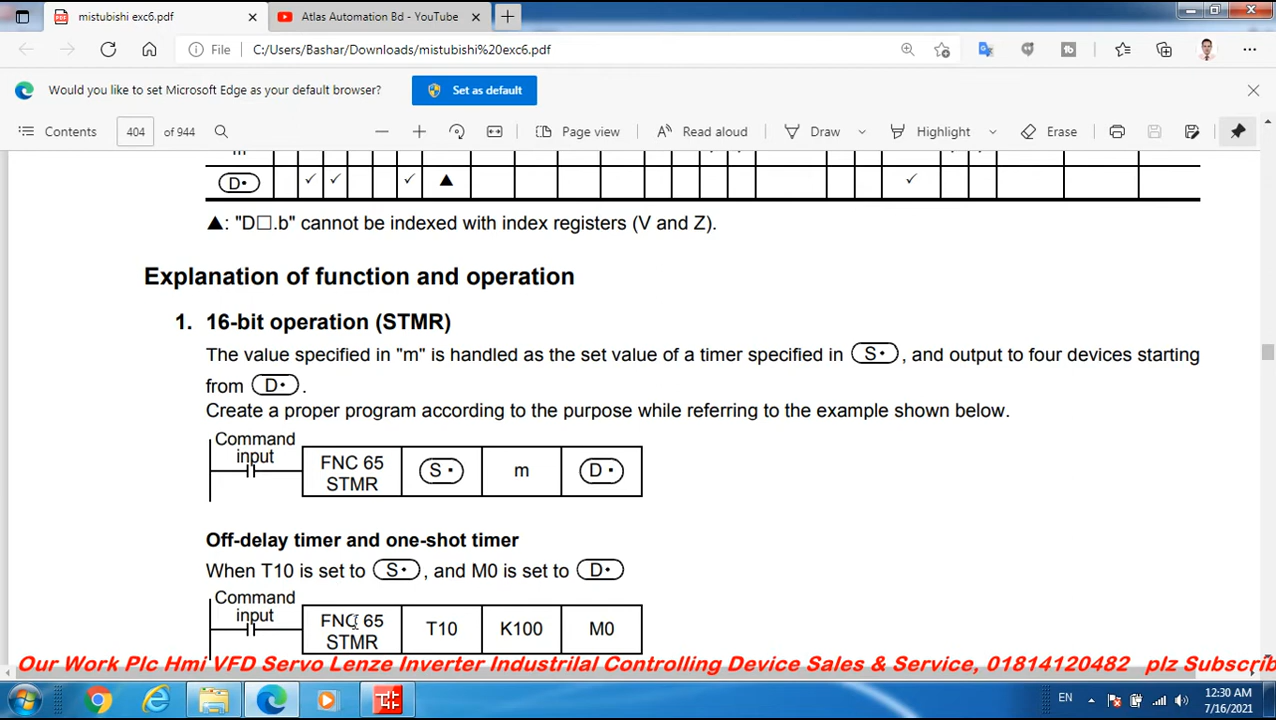 mistubishi exc6.pdf
Atlas Automation Bd - YouTube
File
C:/Users/Bashar/Downloads/mistubishi%20exc6.pdf
Would you like to set Microsoft Edge as your default browser?
Set as default
Contents
404 of 944
Page view
Read aloud
Draw
Highlight
Erase
D•
▲: "D□.b" cannot be indexed with index registers (V and Z).
Explanation of function and operation
1. 16-bit operation (STMR)
The value specified in "m" is handled as the set value of a timer specified in S• , and output to four devices starting
from D• .
Create a proper program according to the purpose while referring to the example shown below.
Command
input
FNC 65
STMR
S•
m
D•
Off-delay timer and one-shot timer
When T10 is set to S• , and M0 is set to D•
Command
input
FNC 65
STMR
T10
K100
M0
Our Work Plc Hmi VFD Servo Lenze Inverter Industrilal Controlling Device Sales & Service, 01814120482 plz Subscrib
EN
12:30 AM
7/16/2021